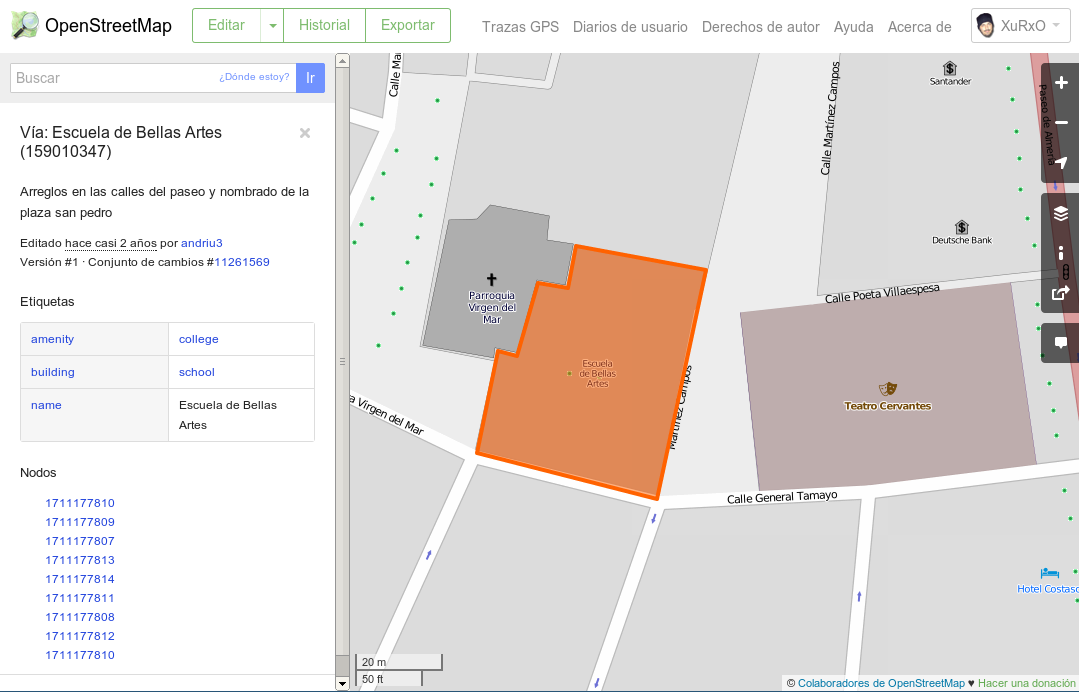 OpenStreetMap
Editar
Historial
Exportar
Trazas GPS
Diarios de usuario
Derechos de autor
Ayuda
Acerca de
XuRxO
Buscar
¿Dónde estoy?
Ir
Vía: Escuela de Bellas Artes
(159010347)
Arreglos en las calles del paseo y nombrado de la
plaza san pedro
Editado hace casi 2 años por andriu3
Versión #1 · Conjunto de cambios #11261569
Etiquetas
amenity college
building school
name Escuela de Bellas
Artes
Nodos
1711177810
1711177809
1711177807
1711177813
1711177814
1711177811
1711177808
1711177812
1711177810
Calle Ma
Calle Martínez Campos
Santander
Paseo de Almería
Deutsche Bank
Calle Poeta Villaespesa
Parroquia
Virgen del
Mar
Escuela
de Bellas
Artes
Martínez Campos
Teatro Cervantes
a Virgen del Mar
Calle General Tamayo
Hotel Costaso
20 m
50 ft
© Colaboradores de OpenStreetMap ♥ Hacer una donación